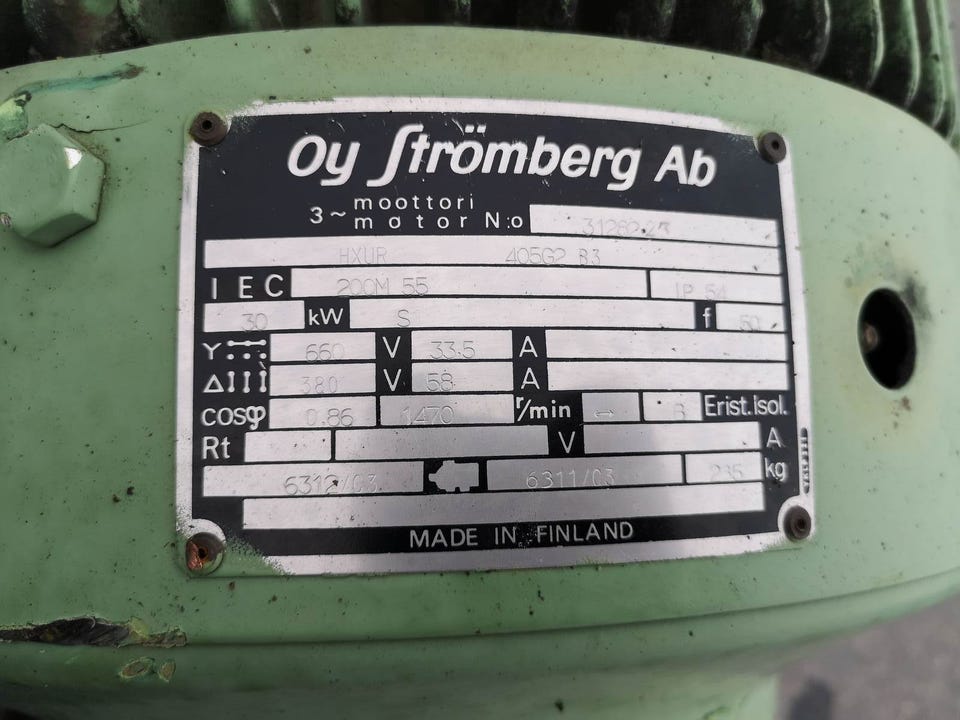 Oy Strömberg Ab
3~ moottori
motor N:o
HXUR 405G2 B3
IEC 200M 55 IP 54
30 kW S f 50
Y 660 V 33.5 A
Δ 380 V 58 A
cosφ 0.86 1470 r/min ↔ B Erist.Isol.
Rt V A
6312/C3 6311/C3 kg
MADE IN FINLAND